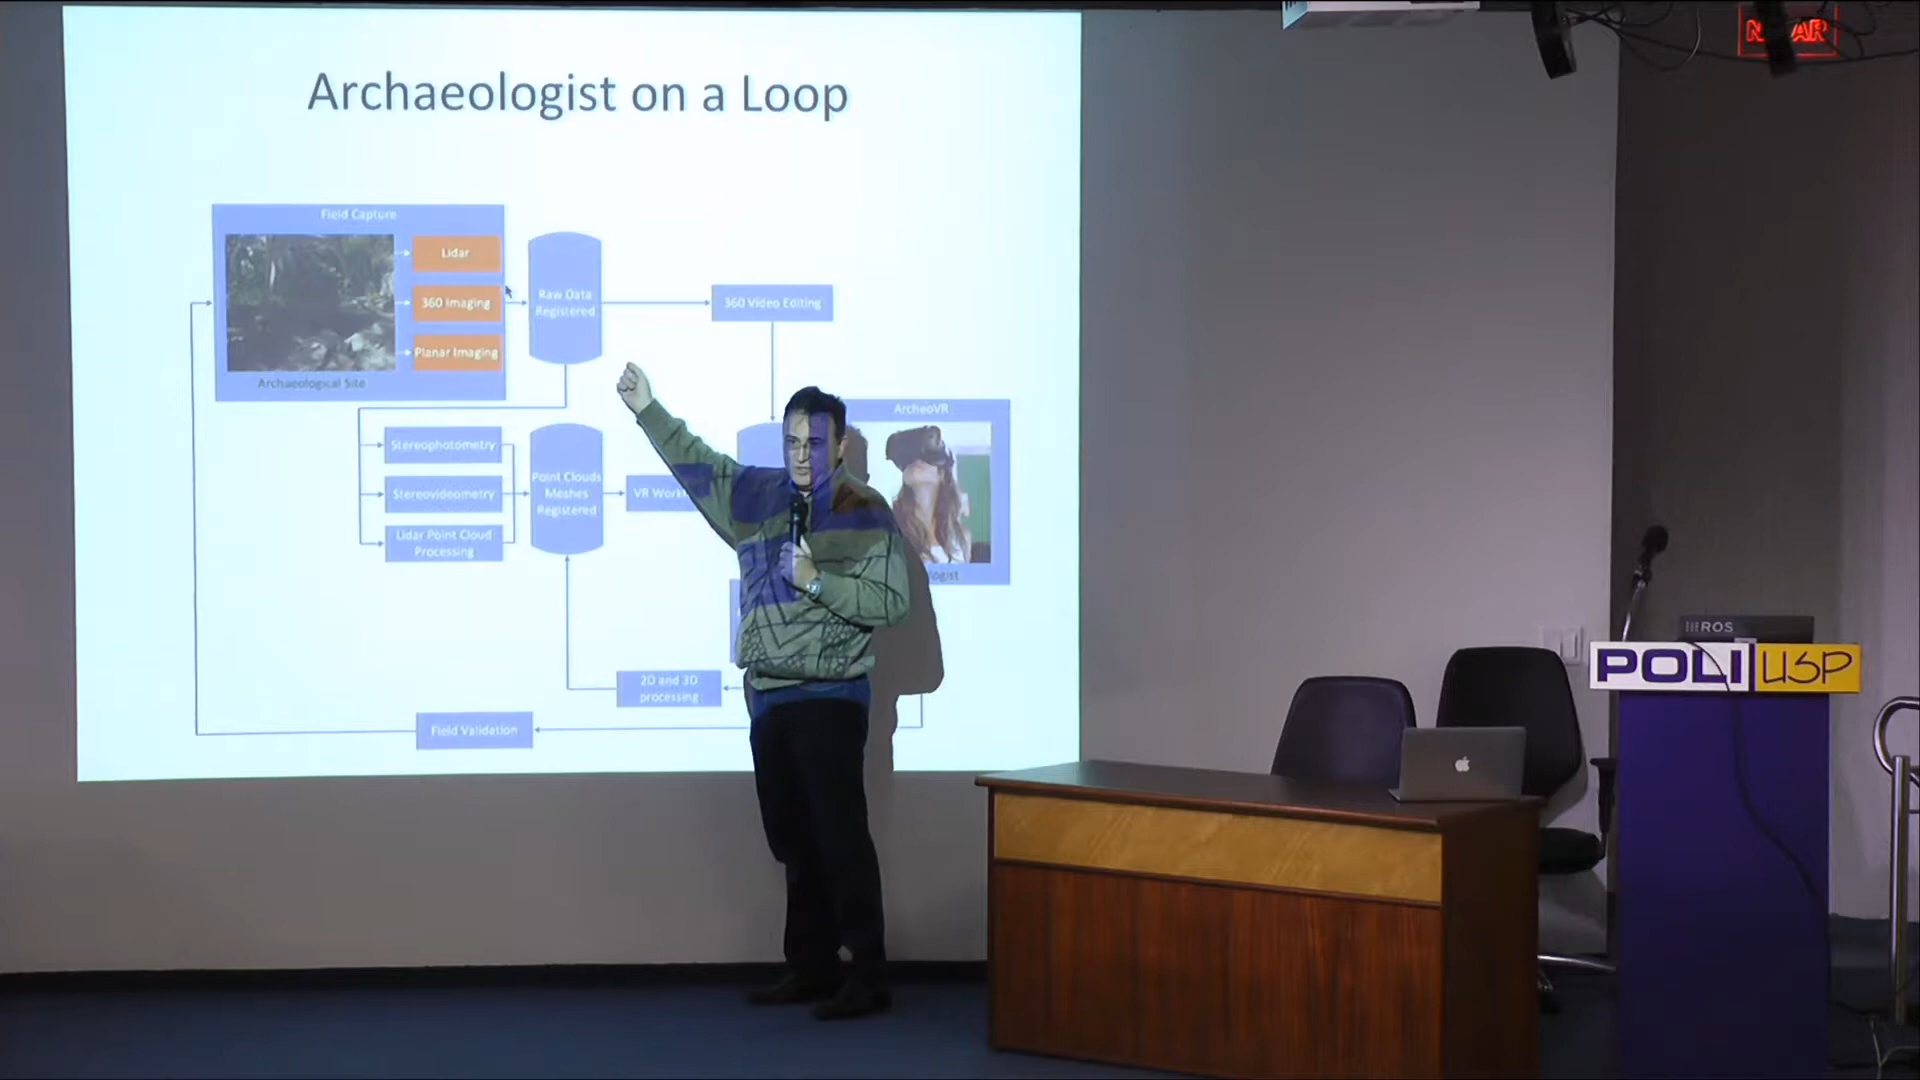 Archaeologist on a Loop
Field Capture
Lidar
360 Imaging
Planar Imaging
Archaeological Site
Raw Data
Registered
360 Video Editing
Stereophotometry
Stereovideometry
Lidar Point Cloud
Processing
Point Clouds
Meshes
Registered
VR
ArcheoVR
2D and 3D
processing
Field Validation
ROS
POLI USP